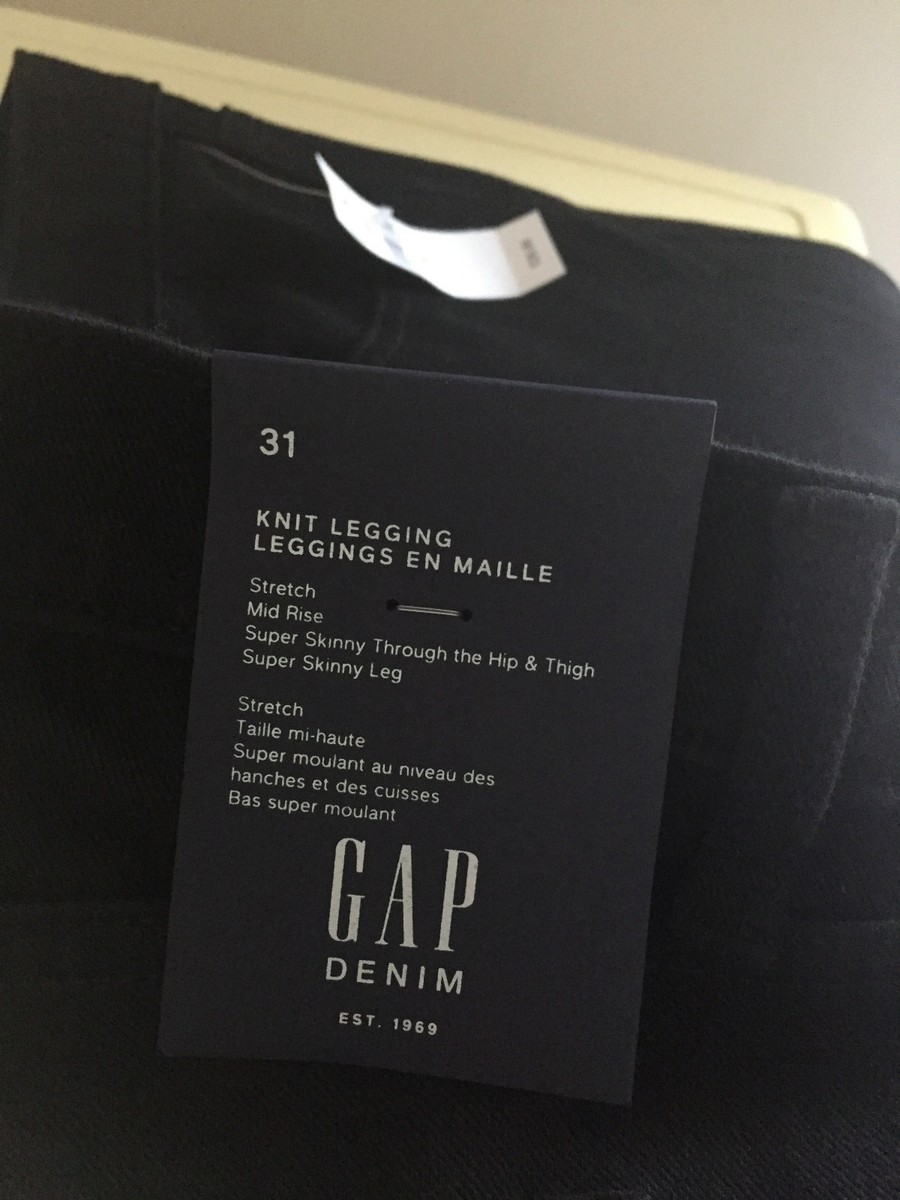 31
KNIT LEGGING
LEGGINGS EN MAILLE
Stretch
Mid Rise
Super Skinny Through the Hip & Thigh
Super Skinny Leg
Stretch
Taille mi-haute
Super moulant au niveau des
hanches et des cuisses
Bas super moulant
GAP
DENIM
EST. 1969